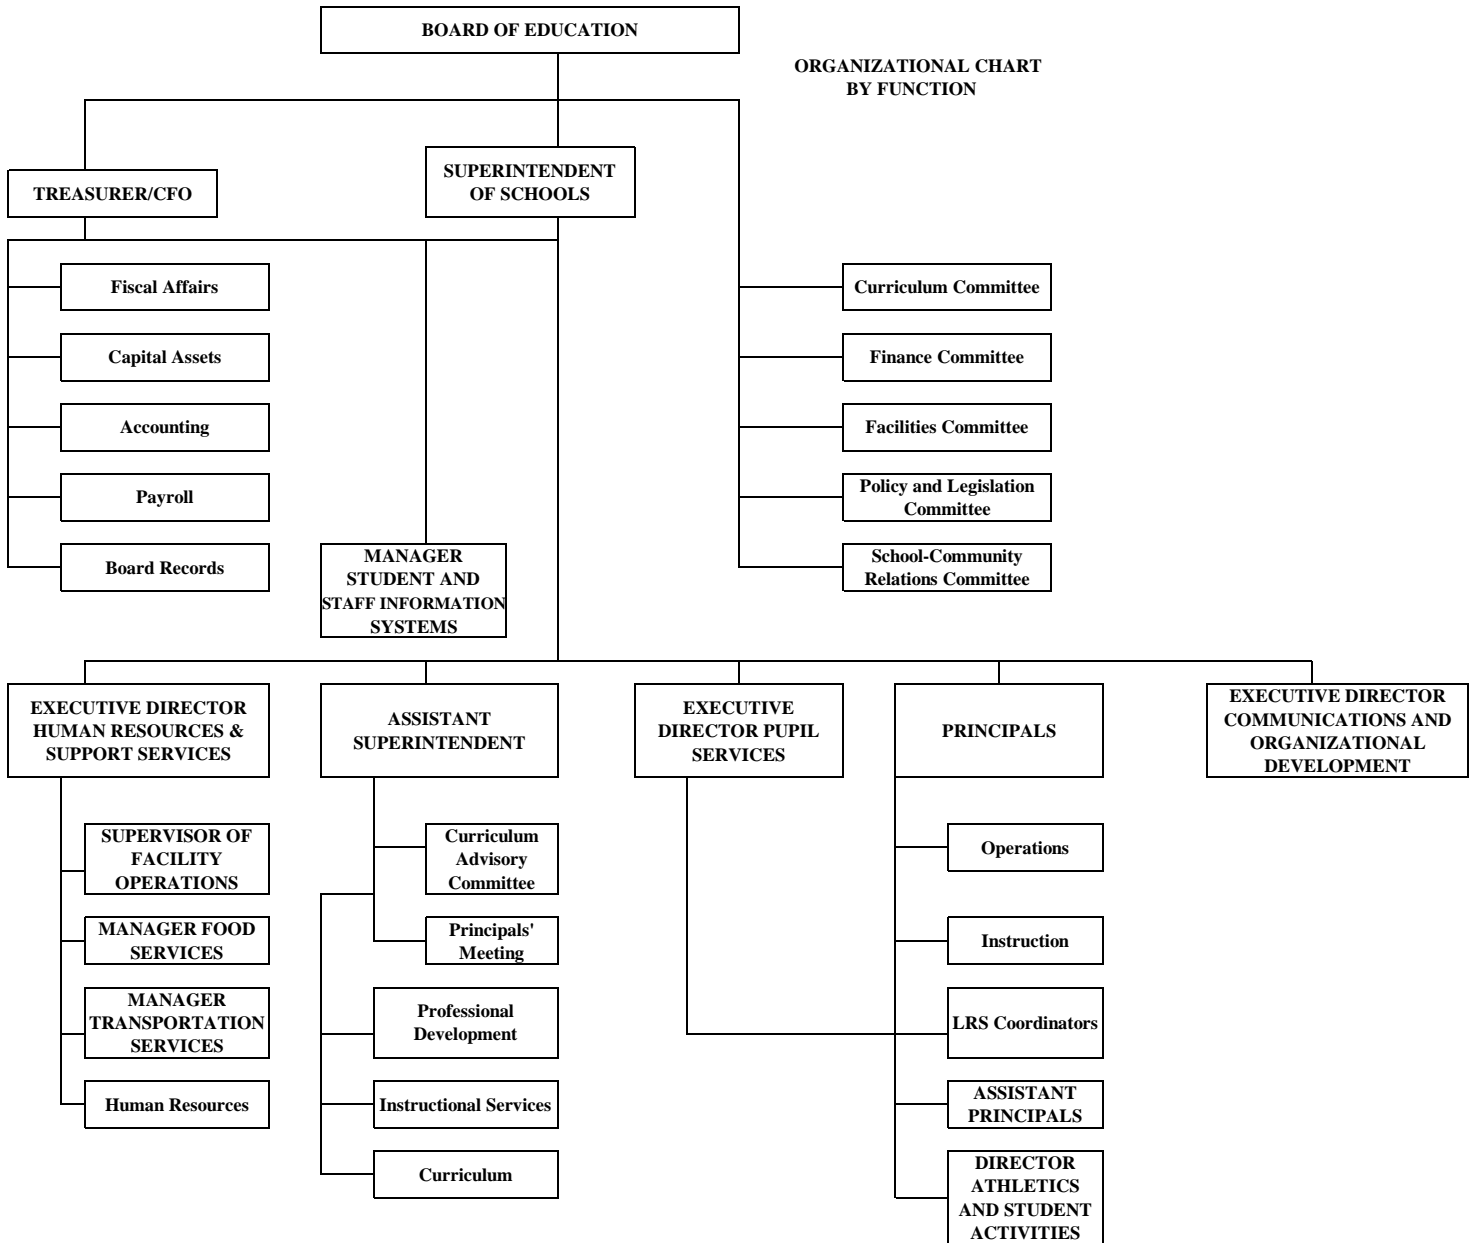 BOARD OF EDUCATION
ORGANIZATIONAL CHART
BY FUNCTION
TREASURER/CFO
SUPERINTENDENT
OF SCHOOLS
Fiscal Affairs
Capital Assets
Accounting
Payroll
Board Records
MANAGER
STUDENT AND
STAFF INFORMATION
SYSTEMS
Curriculum Committee
Finance Committee
Facilities Committee
Policy and Legislation
Committee
School-Community
Relations Committee
EXECUTIVE DIRECTOR
HUMAN RESOURCES &
SUPPORT SERVICES
ASSISTANT
SUPERINTENDENT
EXECUTIVE
DIRECTOR PUPIL
SERVICES
PRINCIPALS
EXECUTIVE DIRECTOR
COMMUNICATIONS AND
ORGANIZATIONAL
DEVELOPMENT
SUPERVISOR OF
FACILITY
OPERATIONS
MANAGER FOOD
SERVICES
MANAGER
TRANSPORTATION
SERVICES
Human Resources
Curriculum
Advisory
Committee
Principals'
Meeting
Professional
Development
Instructional Services
Curriculum
Operations
Instruction
LRS Coordinators
ASSISTANT
PRINCIPALS
DIRECTOR
ATHLETICS
AND STUDENT
ACTIVITIES